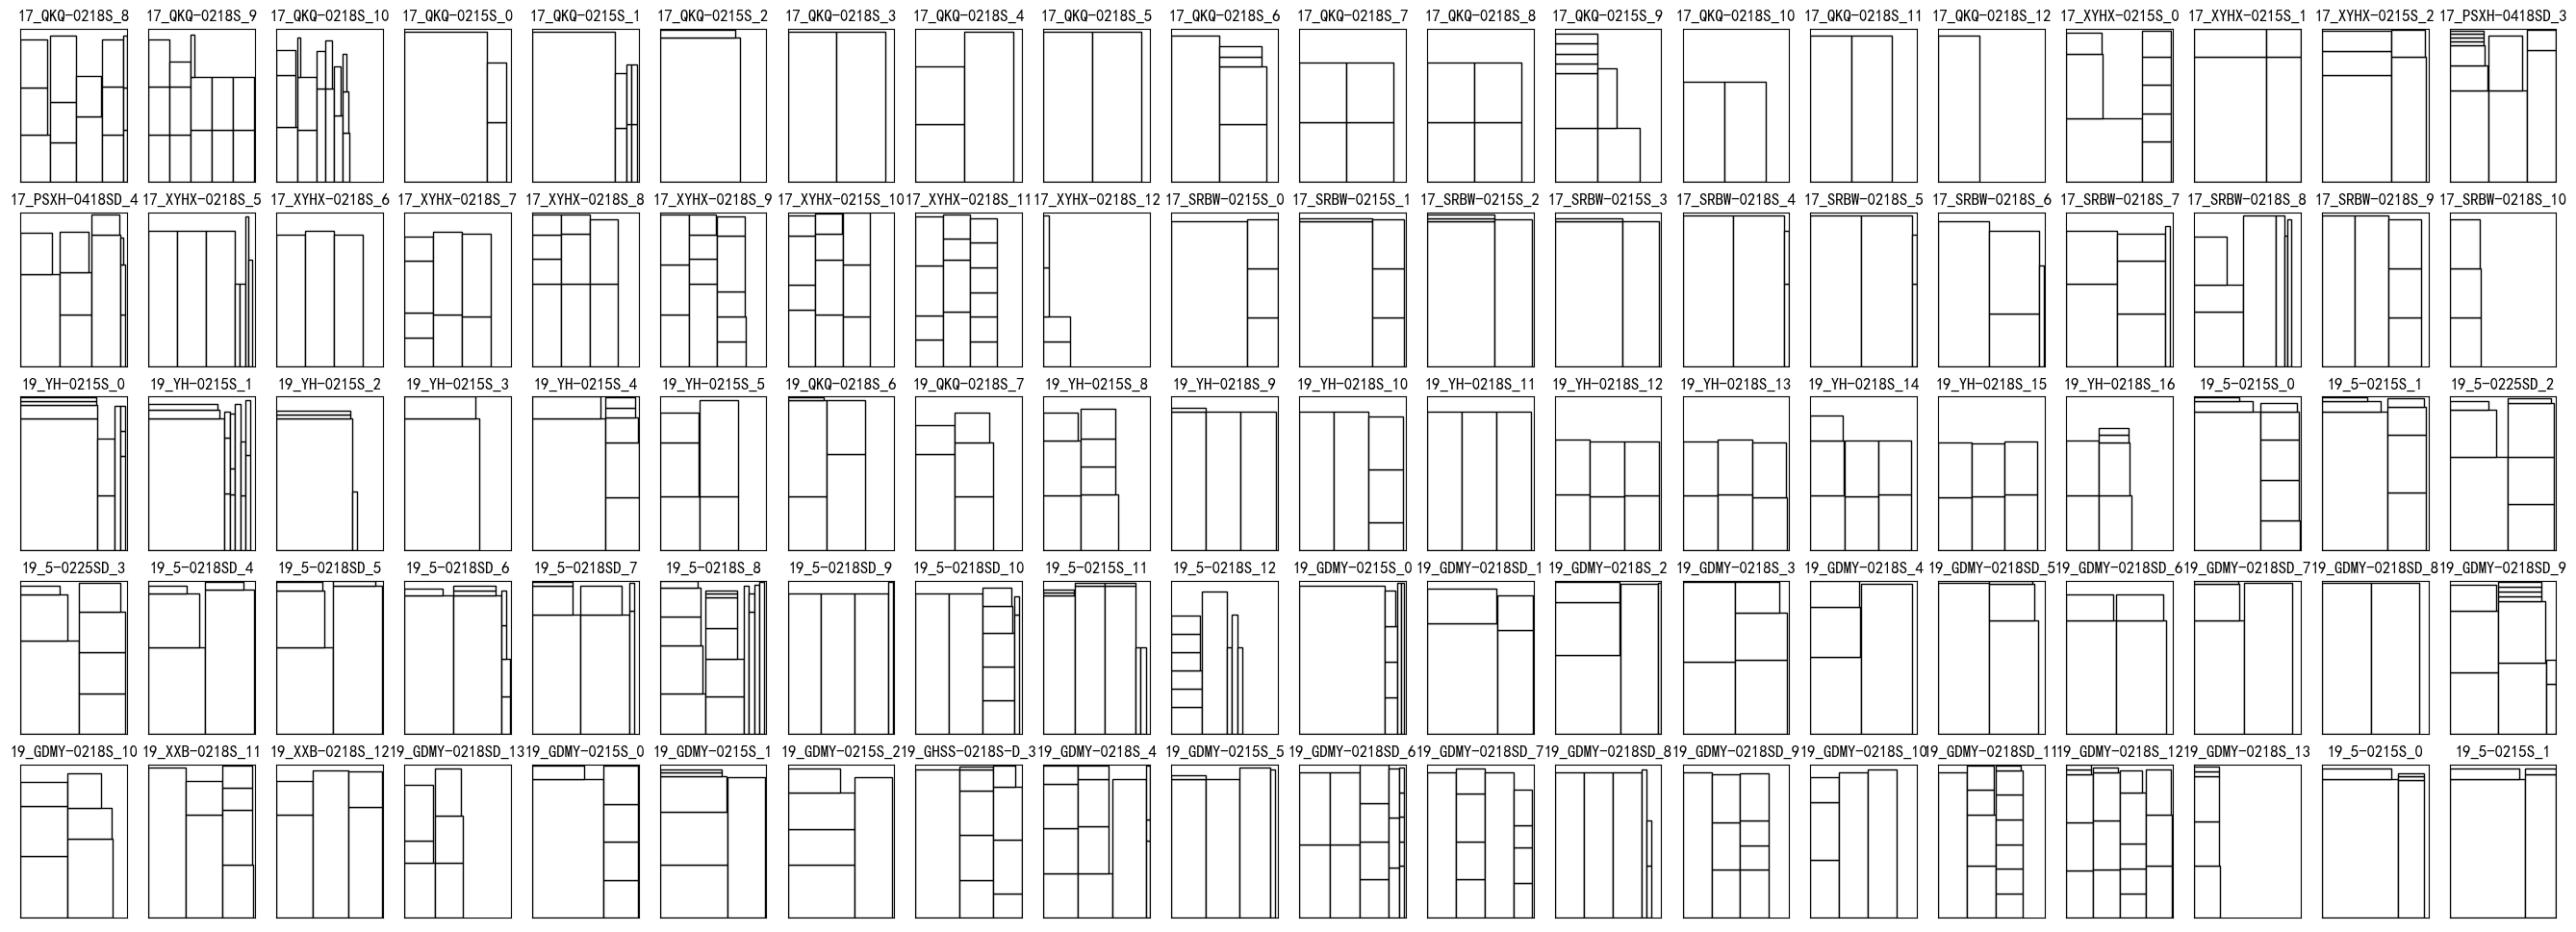 17_QKQ-0218S_8 17_QKQ-0218S_9 17_QKQ-0218S_10 17_QKQ-0215S_0 17_QKQ-0215S_1 17_QKQ-0215S_2 17_QKQ-0218S_3 17_QKQ-0218S_4 17_QKQ-0218S_5 17_QKQ-0218S_6 17_QKQ-0218S_7 17_QKQ-0218S_8 17_QKQ-0215S_9 17_QKQ-0218S_10 17_QKQ-0218S_11 17_QKQ-0218S_12 17_XYHX-0215S_0 17_XYHX-0215S_1 17_XYHX-0215S_2 17_PSXH-0418SD_3
17_PSXH-0418SD_4 17_XYHX-0218S_5 17_XYHX-0218S_6 17_XYHX-0218S_7 17_XYHX-0218S_8 17_XYHX-0218S_9 17_XYHX-0215S_10 17_XYHX-0218S_11 17_XYHX-0218S_12 17_SRBW-0215S_0 17_SRBW-0215S_1 17_SRBW-0215S_2 17_SRBW-0215S_3 17_SRBW-0218S_4 17_SRBW-0218S_5 17_SRBW-0218S_6 17_SRBW-0218S_7 17_SRBW-0218S_8 17_SRBW-0218S_9 17_SRBW-0218S_10
19_YH-0215S_0 19_YH-0215S_1 19_YH-0215S_2 19_YH-0215S_3 19_YH-0215S_4 19_YH-0215S_5 19_QKQ-0218S_6 19_QKQ-0218S_7 19_YH-0215S_8 19_YH-0218S_9 19_YH-0218S_10 19_YH-0218S_11 19_YH-0218S_12 19_YH-0218S_13 19_YH-0218S_14 19_YH-0218S_15 19_YH-0218S_16 19_5-0215S_0 19_5-0215S_1 19_5-0225SD_2
19_5-0225SD_3 19_5-0218SD_4 19_5-0218SD_5 19_5-0218SD_6 19_5-0218SD_7 19_5-0218S_8 19_5-0218SD_9 19_5-0218SD_10 19_5-0215S_11 19_5-0218S_12 19_GDMY-0215S_0 19_GDMY-0218SD_1 19_GDMY-0218S_2 19_GDMY-0218S_3 19_GDMY-0218S_4 19_GDMY-0218SD_5 19_GDMY-0218SD_6 19_GDMY-0218SD_7 19_GDMY-0218SD_8 19_GDMY-0218SD_9
19_GDMY-0218S_10 19_XXB-0218S_11 19_XXB-0218S_12 19_GDMY-0218SD_13 19_GDMY-0215S_0 19_GDMY-0215S_1 19_GDMY-0215S_2 19_GHSS-0218S-D_3 19_GDMY-0218S_4 19_GDMY-0215S_5 19_GDMY-0218SD_6 19_GDMY-0218SD_7 19_GDMY-0218SD_8 19_GDMY-0218SD_9 19_GDMY-0218S_10 19_GDMY-0218SD_11 19_GDMY-0218S_12 19_GDMY-0218S_13 19_5-0215S_0 19_5-0215S_1